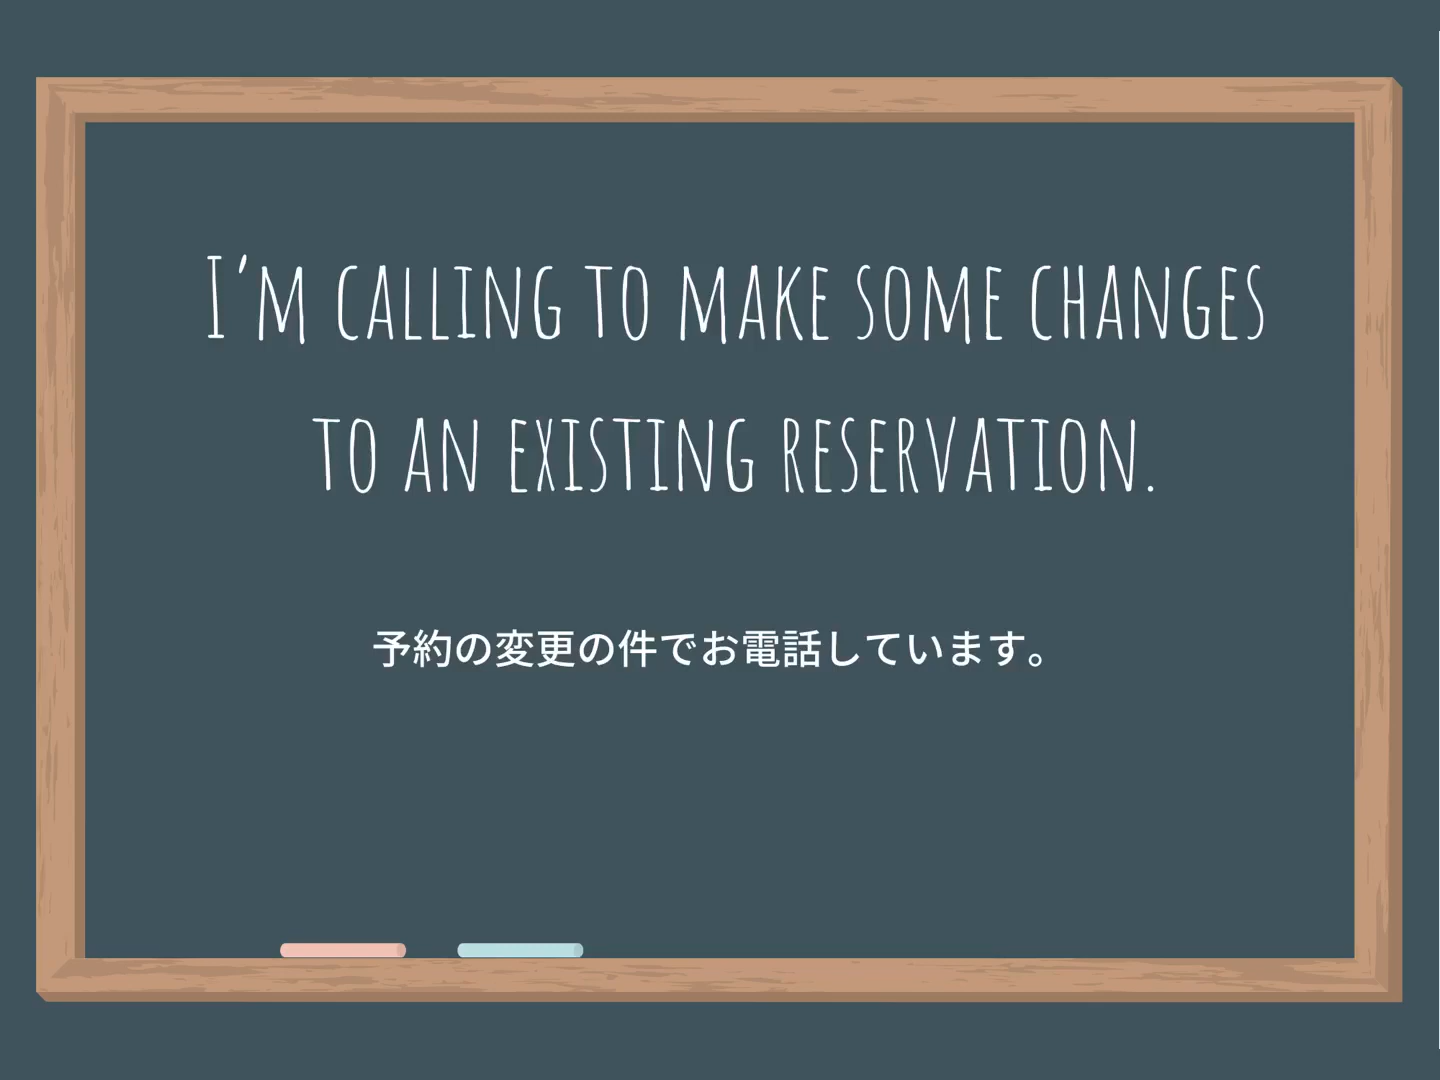 I'M CALLING TO MAKE SOME CHANGES
TO AN EXISTING RESERVATION.
予約の変更の件でお電話しています。